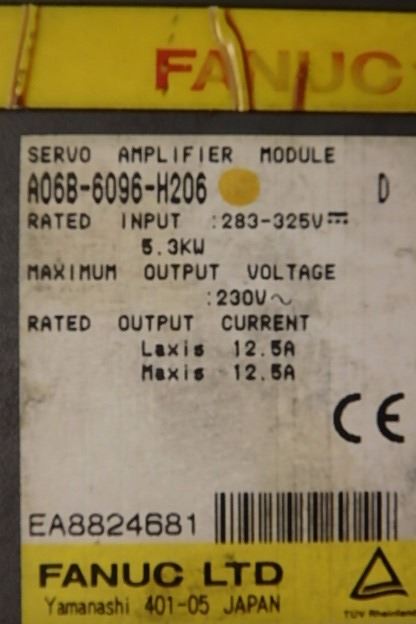 FANUC
SERVO AMPLIFIER MODULE
A06B-6096-H206 D
RATED INPUT :283-325V⎓
5.3KW
MAXIMUM OUTPUT VOLTAGE
:230V～
RATED OUTPUT CURRENT
Laxis 12.5A
Maxis 12.5A
CE
EA8824681
FANUC LTD
Yamanashi 401-05 JAPAN
TÜV Rheinland